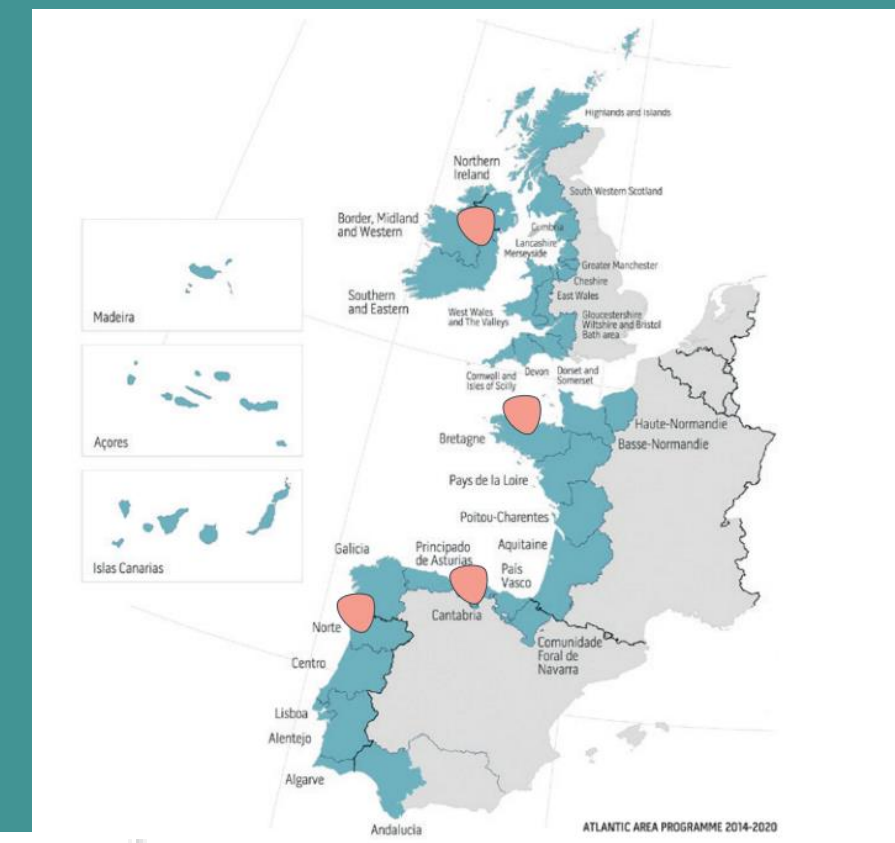 Highlands and Islands
Northern
Ireland
South Western Scotland
Border, Midland
and Western
Cumbria
Lancashire
Merseyside
Greater Manchester
Cheshire
East Wales
Southern
and Eastern
West Wales
and The Valleys
Gloucestershire
Wiltshire and Bristol
Bath area
Cornwall and
Isles of Scilly
Devon
Dorset and
Somerset
Madeira
Açores
Islas Canarias
Haute-Normandie
Basse-Normandie
Bretagne
Pays de la Loire
Poitou-Charentes
Aquitaine
Galicia
Principado
de Asturias
País
Vasco
Cantabria
Comunidade
Foral de
Navarra
Norte
Centro
Lisboa
Alentejo
Algarve
Andalucía
ATLANTIC AREA PROGRAMME 2014-2020